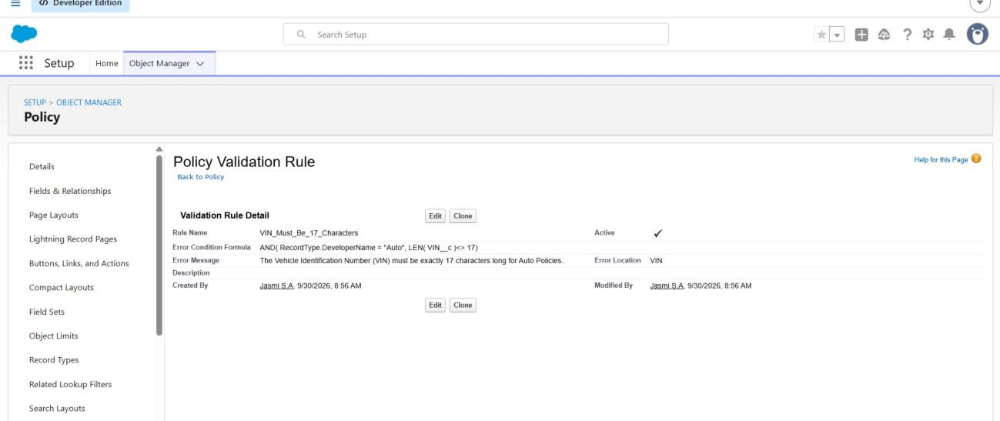 </> Developer Edition
Search Setup
Setup Home Object Manager
SETUP > OBJECT MANAGER
Policy
Details
Fields & Relationships
Page Layouts
Lightning Record Pages
Buttons, Links, and Actions
Compact Layouts
Field Sets
Object Limits
Record Types
Related Lookup Filters
Search Layouts
Policy Validation Rule
Help for this Page ?
Back to Policy
Validation Rule Detail Edit Clone
Rule Name VIN_Must_Be_17_Characters Active ✓
Error Condition Formula AND( RecordType.DeveloperName = "Auto", LEN( VIN__c )<> 17)
Error Message The Vehicle Identification Number (VIN) must be exactly 17 characters long for Auto Policies. Error Location VIN
Description
Created By Jasmi S.A, 9/30/2026, 8:56 AM Modified By Jasmi S.A, 9/30/2026, 8:56 AM
Edit Clone